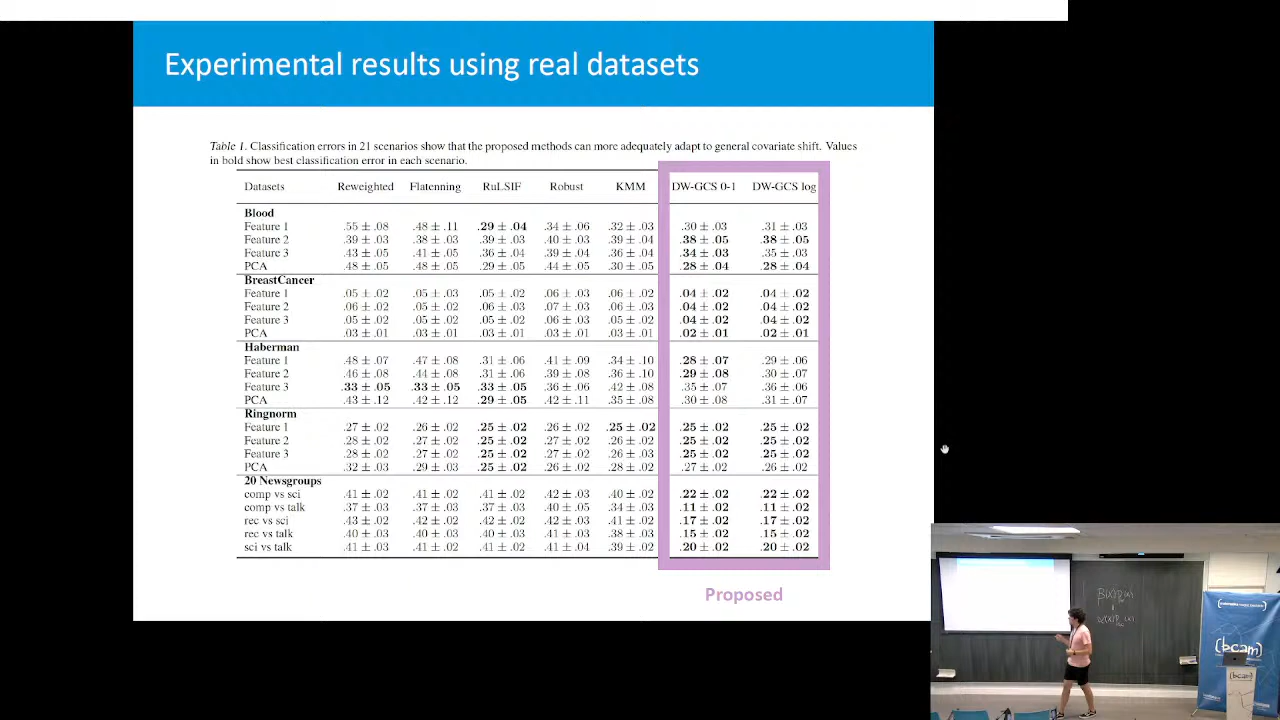 Experimental results using real datasets
Table 1. Classification errors in 21 scenarios show that the proposed methods can more adequately adapt to general covariate shift. Values
in bold show best classification error in each scenario.
Datasets Reweighted Flatenning RuLSIF Robust KMM DW-GCS 0-1 DW-GCS log
Blood
Feature 1 .55 ± .08 .48 ± .11 .29 ± .04 .34 ± .06 .32 ± .03 .30 ± .03 .31 ± .03
Feature 2 .39 ± .03 .38 ± .03 .39 ± .03 .40 ± .03 .39 ± .04 .38 ± .05 .38 ± .05
Feature 3 .43 ± .05 .41 ± .05 .36 ± .04 .39 ± .04 .36 ± .04 .34 ± .03 .35 ± .03
PCA .48 ± .05 .48 ± .05 .29 ± .05 .44 ± .05 .30 ± .05 .28 ± .04 .28 ± .04
BreastCancer
Feature 1 .05 ± .02 .05 ± .03 .05 ± .02 .06 ± .03 .06 ± .02 .04 ± .02 .04 ± .02
Feature 2 .06 ± .02 .05 ± .02 .06 ± .03 .07 ± .03 .06 ± .03 .04 ± .02 .04 ± .02
Feature 3 .05 ± .02 .05 ± .02 .05 ± .02 .06 ± .03 .05 ± .02 .04 ± .02 .04 ± .02
PCA .03 ± .01 .03 ± .01 .03 ± .01 .03 ± .01 .03 ± .01 .02 ± .01 .02 ± .01
Haberman
Feature 1 .48 ± .07 .47 ± .08 .31 ± .06 .41 ± .09 .34 ± .10 .28 ± .07 .29 ± .06
Feature 2 .46 ± .08 .44 ± .08 .31 ± .06 .39 ± .08 .36 ± .10 .29 ± .08 .30 ± .07
Feature 3 .33 ± .05 .33 ± .05 .33 ± .05 .36 ± .06 .42 ± .08 .35 ± .07 .36 ± .06
PCA .43 ± .12 .42 ± .12 .29 ± .05 .42 ± .11 .35 ± .08 .30 ± .08 .31 ± .07
Ringnorm
Feature 1 .27 ± .02 .26 ± .02 .25 ± .02 .26 ± .02 .25 ± .02 .25 ± .02 .25 ± .02
Feature 2 .28 ± .02 .27 ± .02 .25 ± .02 .27 ± .02 .26 ± .02 .25 ± .02 .25 ± .02
Feature 3 .28 ± .02 .27 ± .02 .25 ± .02 .27 ± .02 .26 ± .03 .25 ± .02 .25 ± .02
PCA .32 ± .03 .29 ± .03 .25 ± .02 .26 ± .02 .28 ± .02 .27 ± .02 .26 ± .02
20 Newsgroups
comp vs sci .41 ± .02 .41 ± .02 .41 ± .02 .42 ± .03 .40 ± .02 .22 ± .02 .22 ± .02
comp vs talk .37 ± .03 .37 ± .03 .37 ± .03 .40 ± .05 .34 ± .03 .11 ± .02 .11 ± .02
rec vs sci .43 ± .02 .42 ± .02 .42 ± .02 .42 ± .03 .41 ± .02 .17 ± .02 .17 ± .02
rec vs talk .40 ± .03 .40 ± .03 .40 ± .03 .41 ± .03 .38 ± .03 .15 ± .02 .15 ± .02
sci vs talk .41 ± .03 .41 ± .02 .41 ± .02 .41 ± .04 .39 ± .02 .20 ± .02 .20 ± .02
Proposed
(bcam)
(bcam)